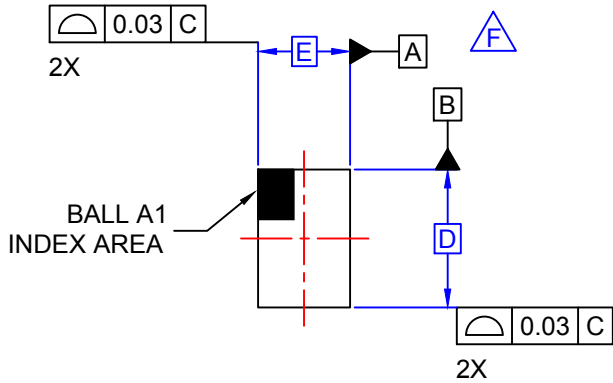 0.03 C
2X
E
A
F
B
BALL A1
INDEX AREA
D
0.03 C
2X